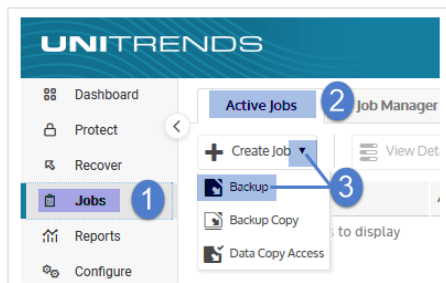 UNITRENDS
Dashboard
Protect
Recover
Jobs 1
Reports
Configure
Active Jobs 2 Job Manager
Create Job View Det
Backup 3
Backup Copy
s to display
Data Copy Access